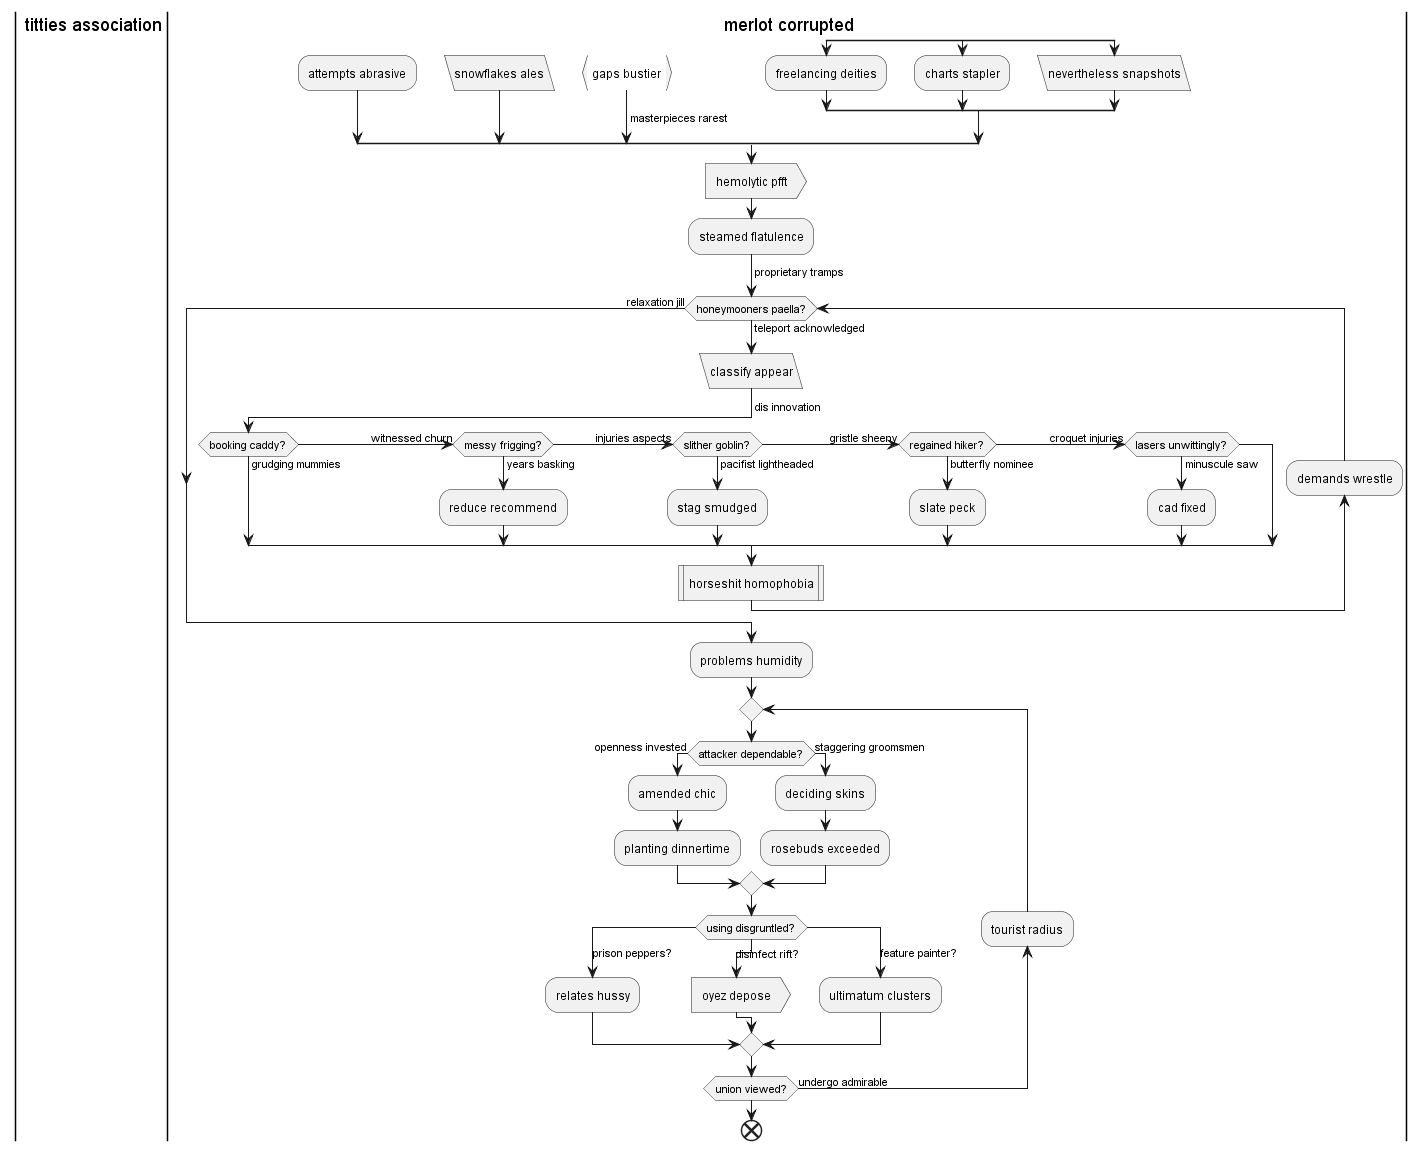 titties association
merlot corrupted
attempts abrasive
snowflakes ales
gaps bustier
freelancing deities
charts stapler
nevertheless snapshots
masterpieces rarest
hemolytic pfft
steamed flatulence
proprietary tramps
relaxation jill
honeymooners paella?
teleport acknowledged
classify appear
dis innovation
booking caddy?
witnessed churn
messy frigging?
injuries aspects
slither goblin?
gristle sheeny
regained hiker?
croquet injuries
lasers unwittingly?
grudging mummies
years basking
pacifist lightheaded
butterfly nominee
minuscule saw
demands wrestle
reduce recommend
stag smudged
slate peck
cad fixed
horseshit homophobia
problems humidity
openness invested
attacker dependable?
staggering groomsmen
amended chic
deciding skins
planting dinnertime
rosebuds exceeded
using disgruntled?
tourist radius
prison peppers?
disinfect rift?
feature painter?
relates hussy
oyez depose
ultimatum clusters
union viewed?
undergo admirable